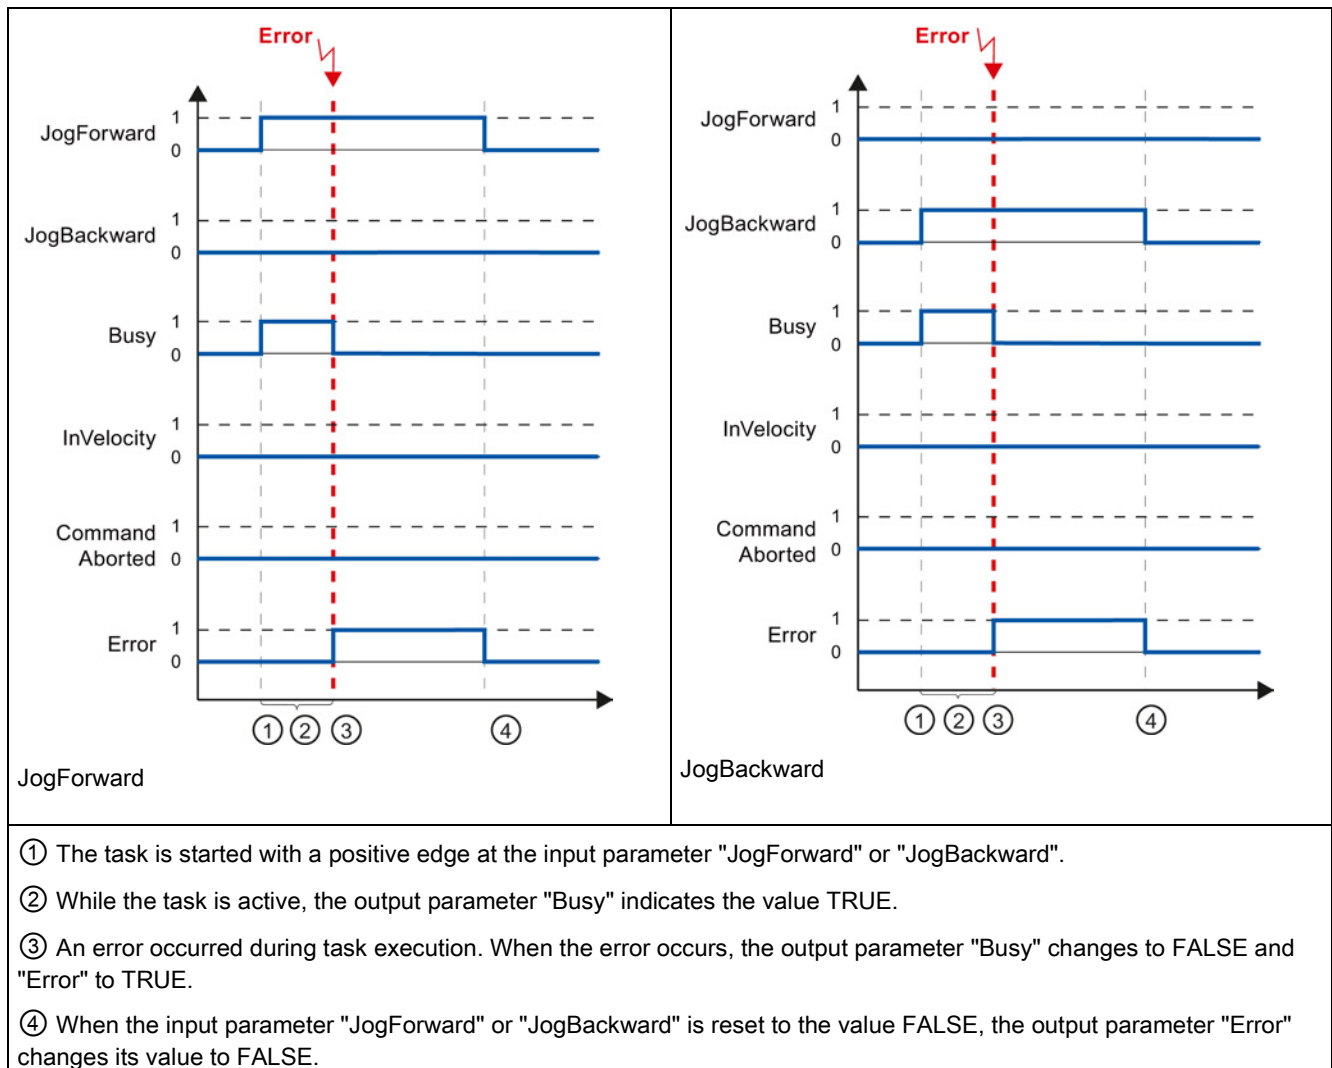 Error
JogForward 1
0
JogBackward 1
0
Busy 1
0
InVelocity 1
0
Command 1
Aborted 0
Error 1
0
① ② ③ ④
JogForward
Error
JogForward 1
0
JogBackward 1
0
Busy 1
0
InVelocity 1
0
Command 1
Aborted 0
Error 1
0
① ② ③ ④
JogBackward
① The task is started with a positive edge at the input parameter "JogForward" or "JogBackward".
② While the task is active, the output parameter "Busy" indicates the value TRUE.
③ An error occurred during task execution. When the error occurs, the output parameter "Busy" changes to FALSE and
"Error" to TRUE.
④ When the input parameter "JogForward" or "JogBackward" is reset to the value FALSE, the output parameter "Error"
changes its value to FALSE.